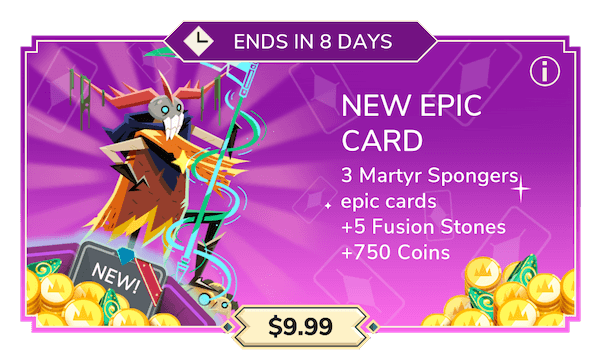 ENDS IN 8 DAYS
NEW EPIC
CARD
3 Martyr Spongers
epic cards
+5 Fusion Stones
+750 Coins
NEW!
$9.99